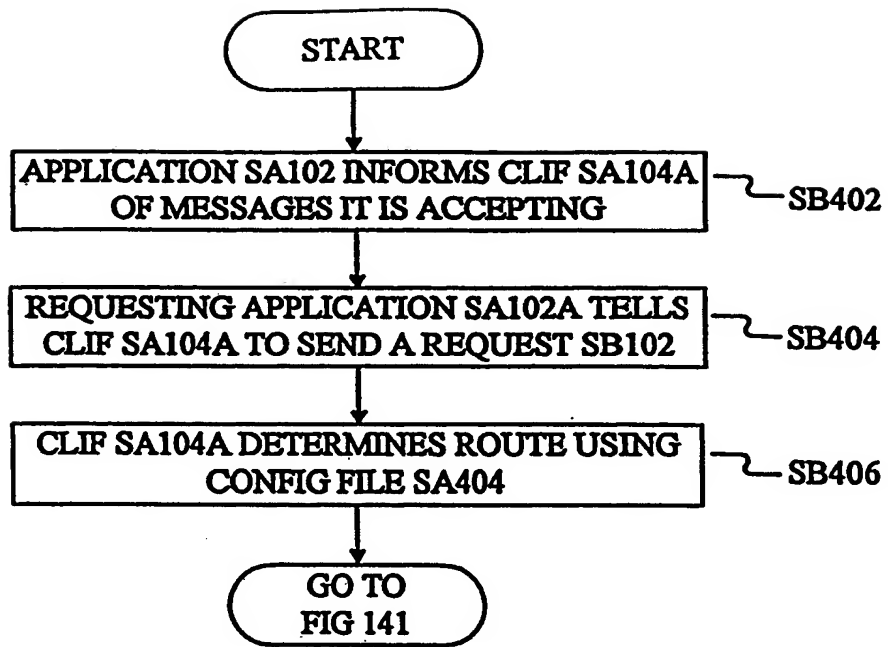 START
APPLICATION SA102 INFORMS CLIF SA104A
OF MESSAGES IT IS ACCEPTING
SB402
REQUESTING APPLICATION SA102A TELLS
CLIF SA104A TO SEND A REQUEST SB102
SB404
CLIF SA104A DETERMINES ROUTE USING
CONFIG FILE SA404
SB406
GO TO
FIG 141